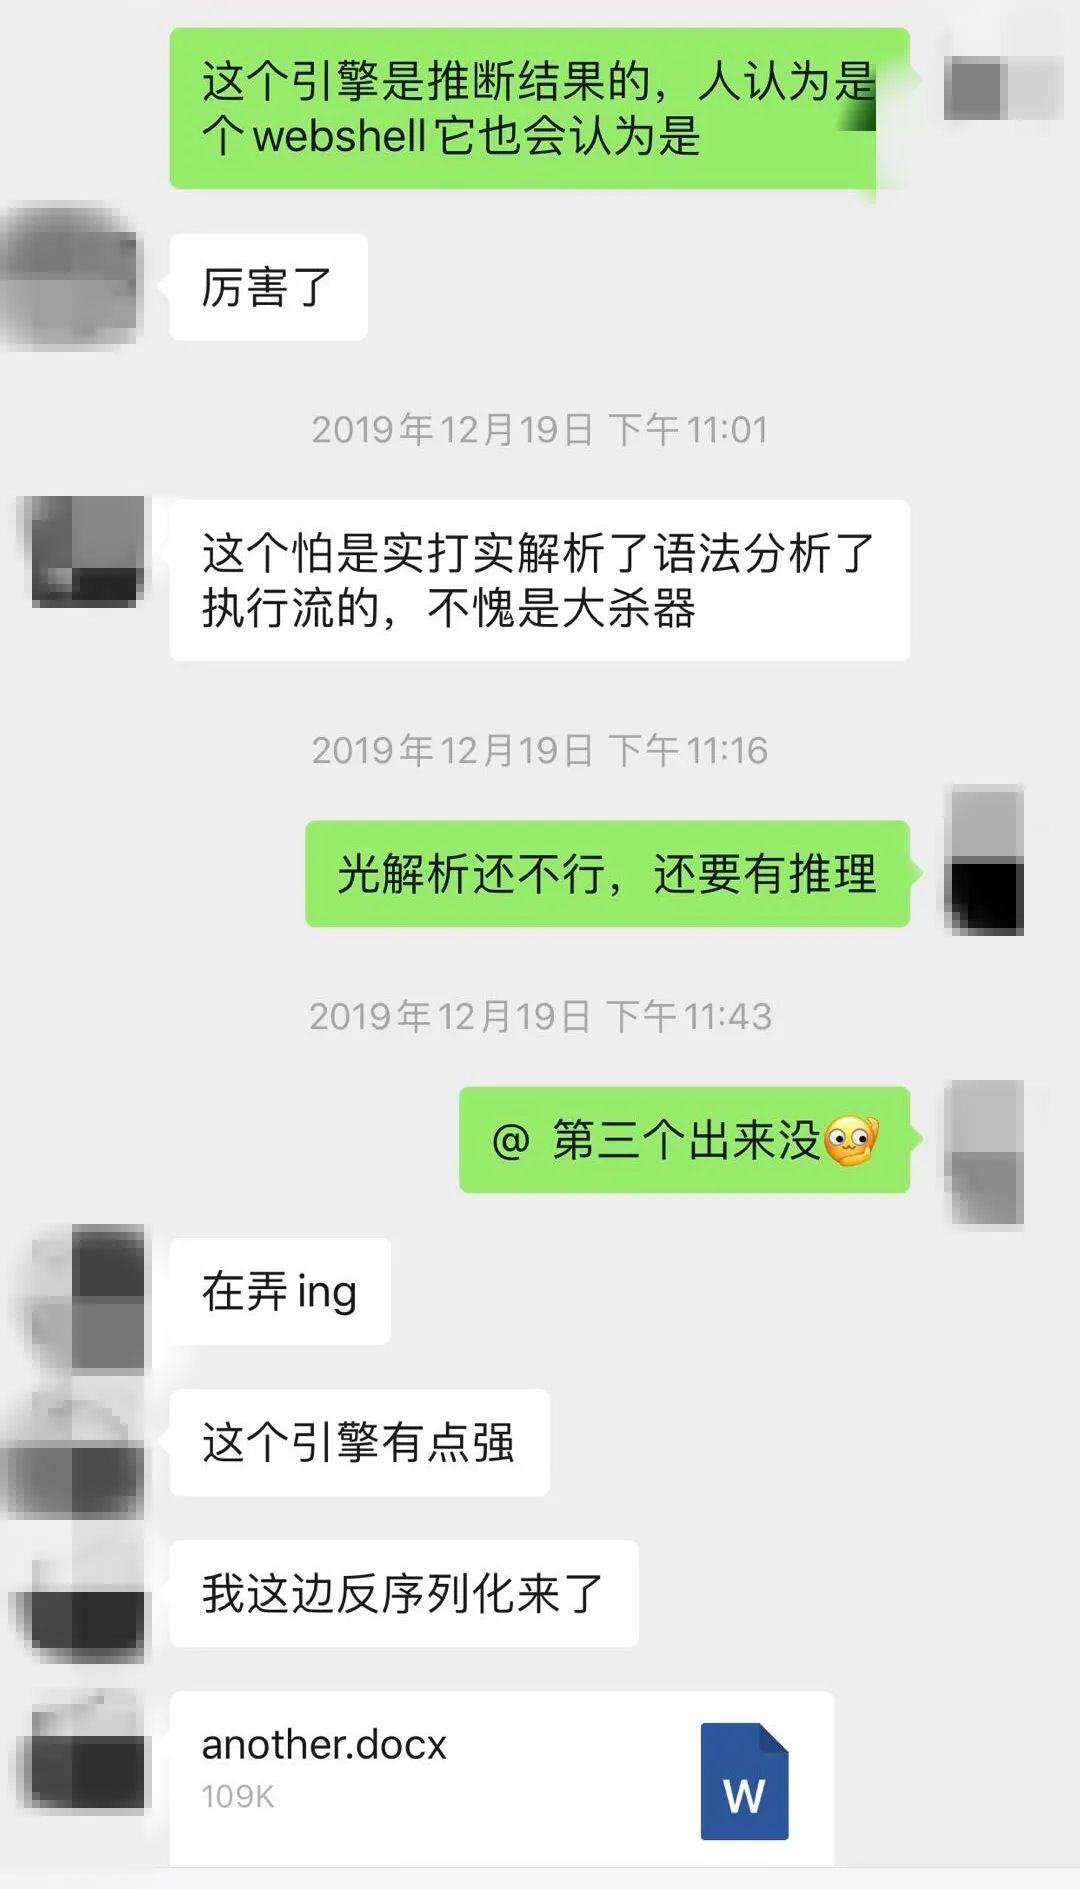 这个引擎是推断结果的，人认为是
个webshell它也会认为是
厉害了
2019年12月19日 下午11:01
这个怕是实打实解析了语法分析了
执行流的，不愧是大杀器
2019年12月19日 下午11:16
光解析还不行，还要有推理
2019年12月19日 下午11:43
@ 第三个出来没
在弄ing
这个引擎有点强
我这边反序列化来了
another.docx
109K
W